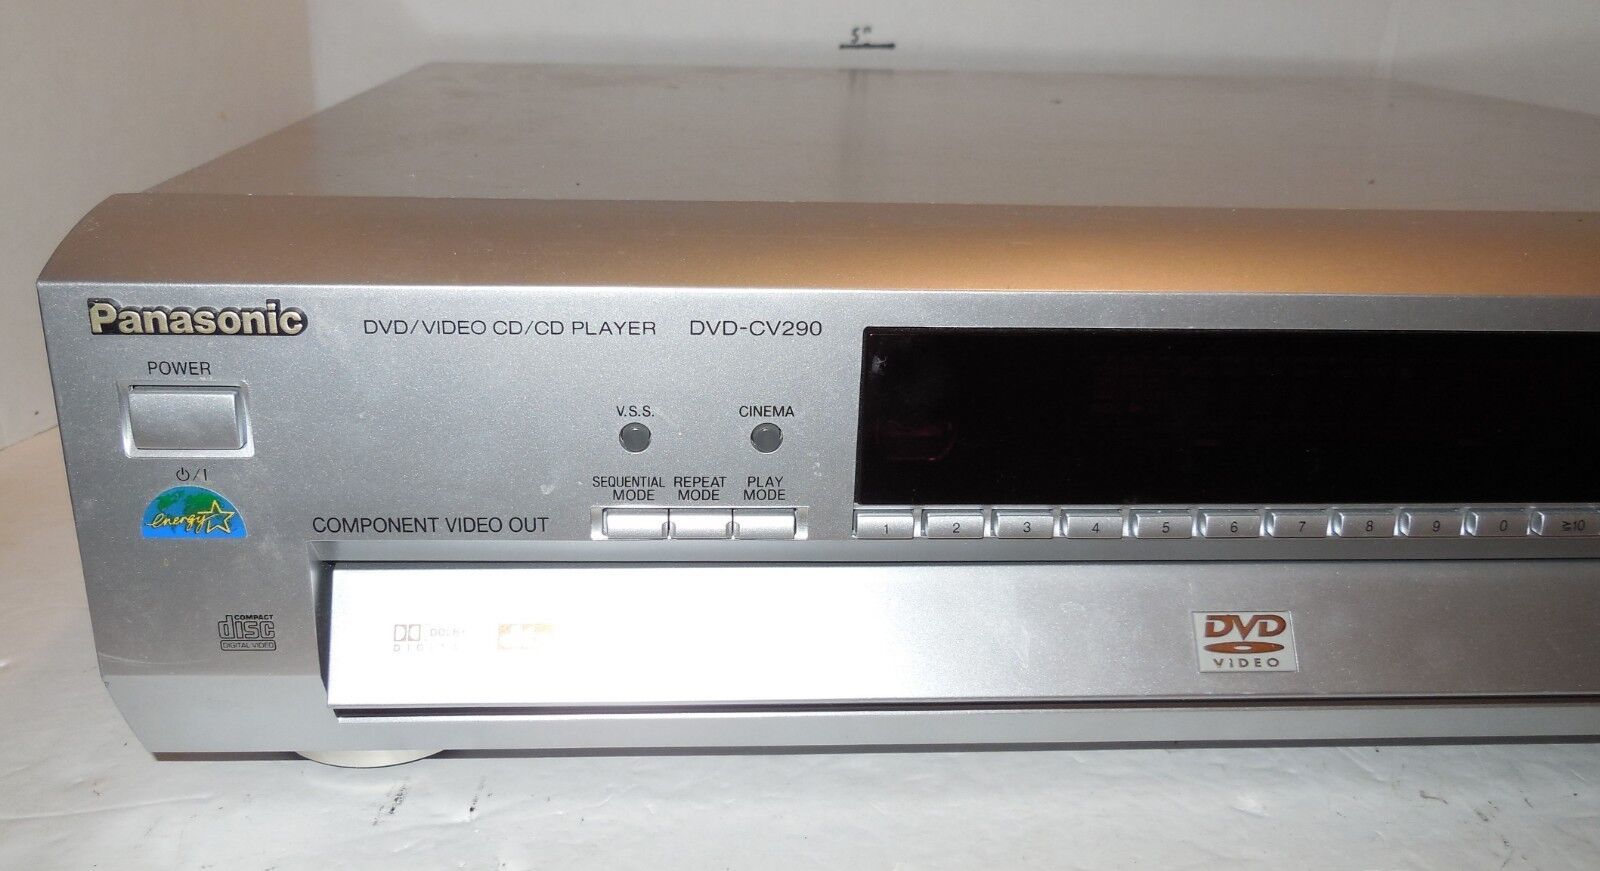 5"
Panasonic
DVD/VIDEO CD/CD PLAYER DVD-CV290
POWER
⏻/I
energy
V.S.S. CINEMA
SEQUENTIAL MODE REPEAT MODE PLAY MODE
COMPONENT VIDEO OUT
1 2 3 4 5 6 7 8 9 0 ≧10
COMPACT
disc
DIGITAL VIDEO
DVD
VIDEO